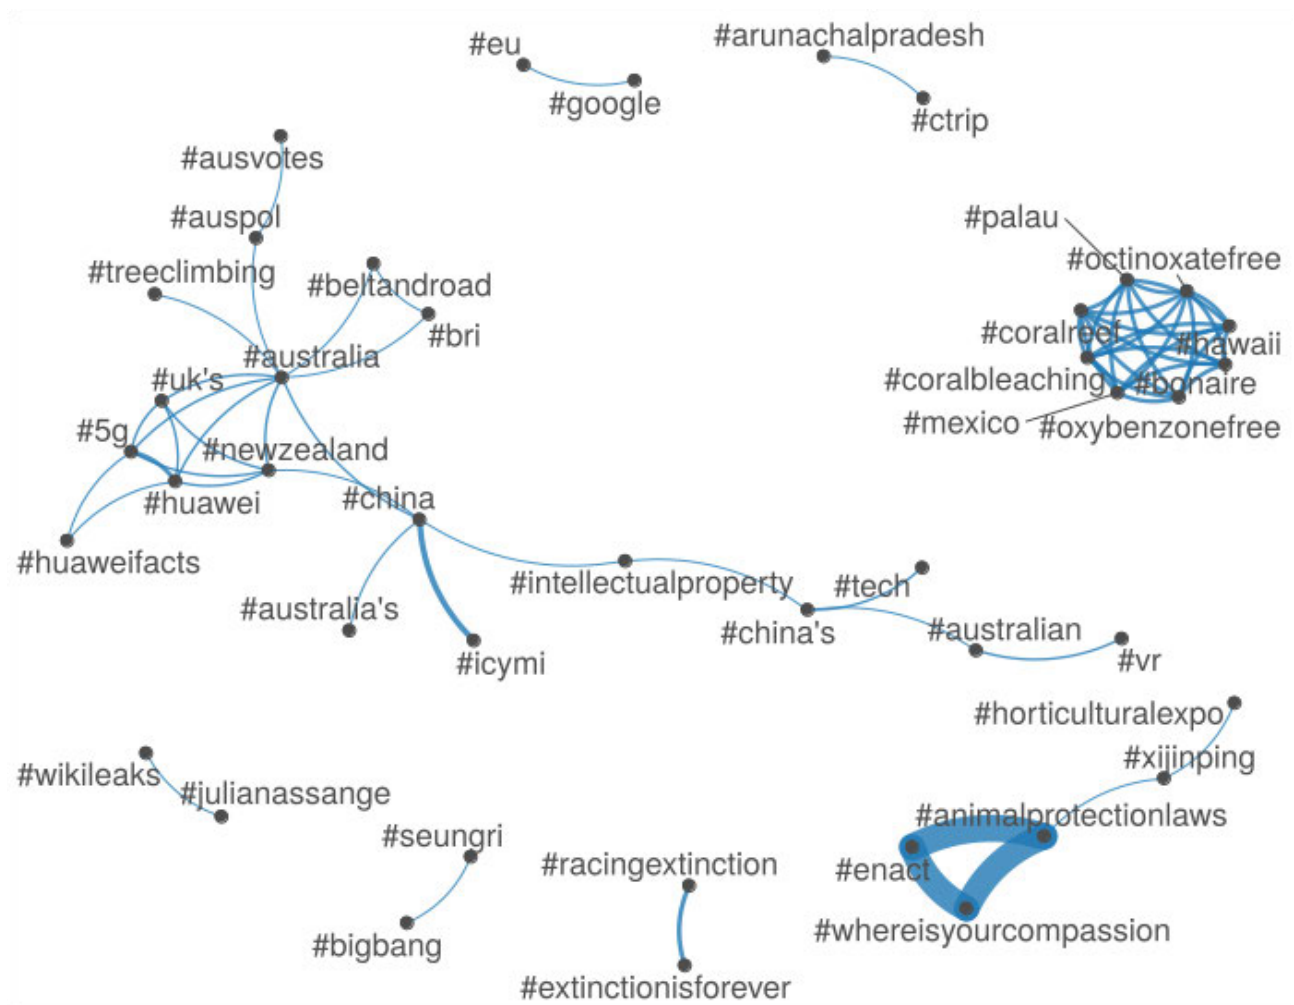 #eu
#arunachalpradesh
#google
#ctrip
#ausvotes
#auspol
#palau
#octinoxatefree
#treeclimbing
#beltandroad
#bri
#coralreef
#hawaii
#australia
#uk's
#coralbleaching
#bonaire
#mexico
#oxybenzonefree
#5g
#newzealand
#huawei
#china
#huaweifacts
#intellectualproperty
#tech
#australia's
#china's
#australian
#icymi
#vr
#horticulturalexpo
#xijinping
#wikileaks
#julianassange
#animalprotectionlaws
#seungri
#racingextinction
#enact
#whereisyourcompassion
#bigbang
#extinctionisforever